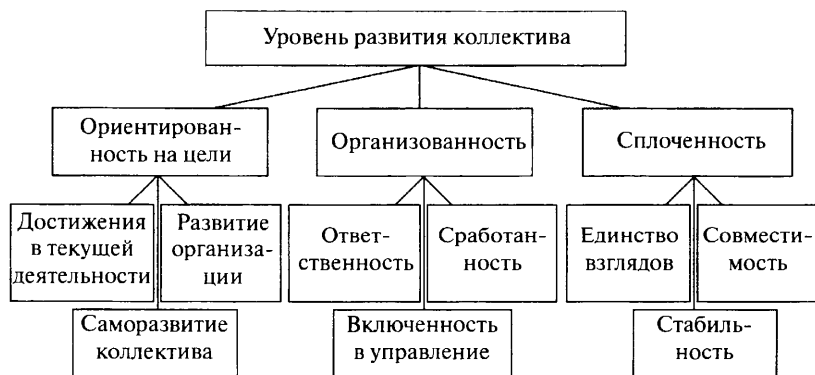 Уровень развития коллектива
Ориентирован-
ность на цели
Организованность
Сплоченность
Достижения
в текущей
деятельности
Развитие
организа-
ции
Ответ-
ственность
Сработан-
ность
Единство
взглядов
Совмести-
мость
Саморазвитие
коллектива
Включенность
в управление
Стабиль-
ность